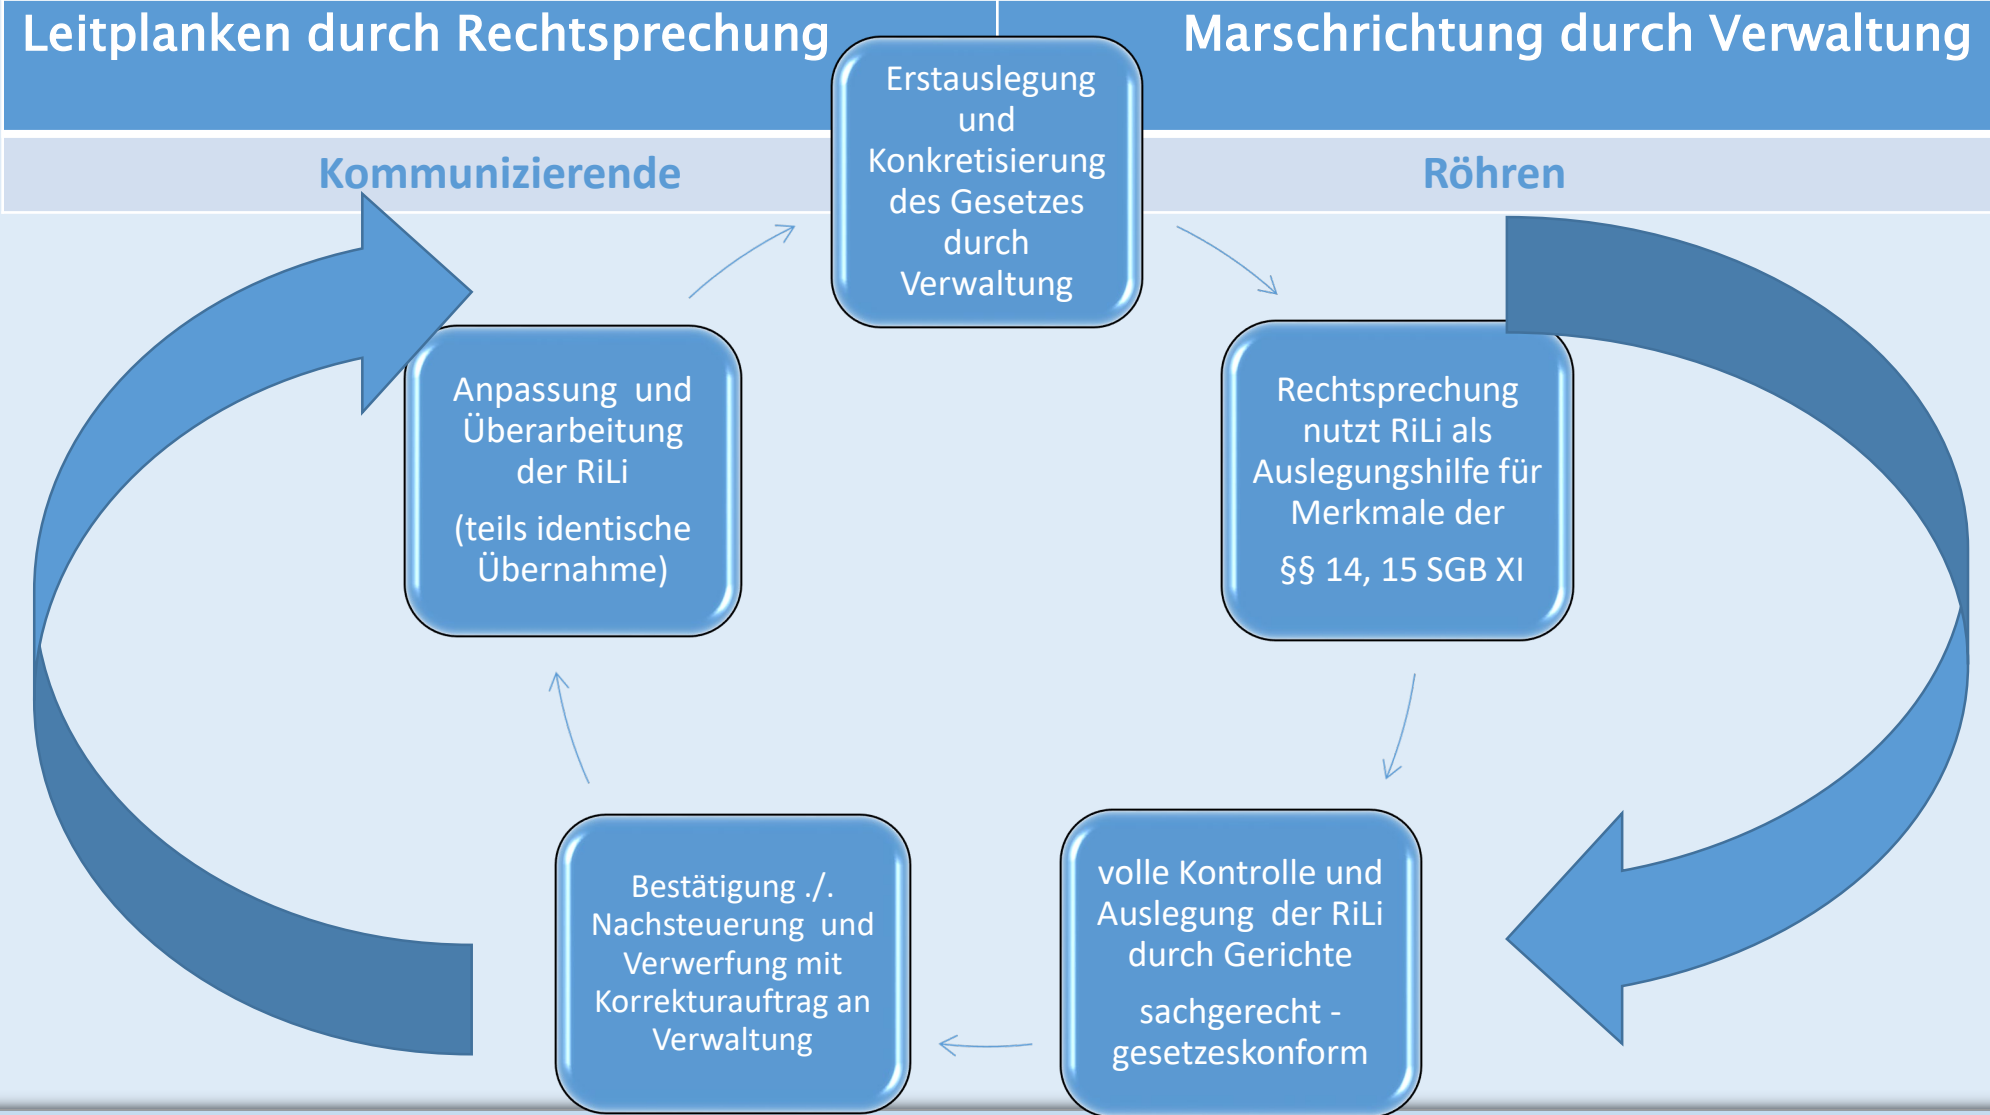 Leitplanken durch Rechtsprechung
Marschrichtung durch Verwaltung
Kommunizierende
Röhren
Erstauslegung
und
Konkretisierung
des Gesetzes
durch
Verwaltung
Rechtsprechung
nutzt RiLi als
Auslegungshilfe für
Merkmale der
§§ 14, 15 SGB XI
volle Kontrolle und
Auslegung der RiLi
durch Gerichte
sachgerecht -
gesetzeskonform
Bestätigung ./.
Nachsteuerung und
Verwerfung mit
Korrekturauftrag an
Verwaltung
Anpassung und
Überarbeitung
der RiLi
(teils identische
Übernahme)